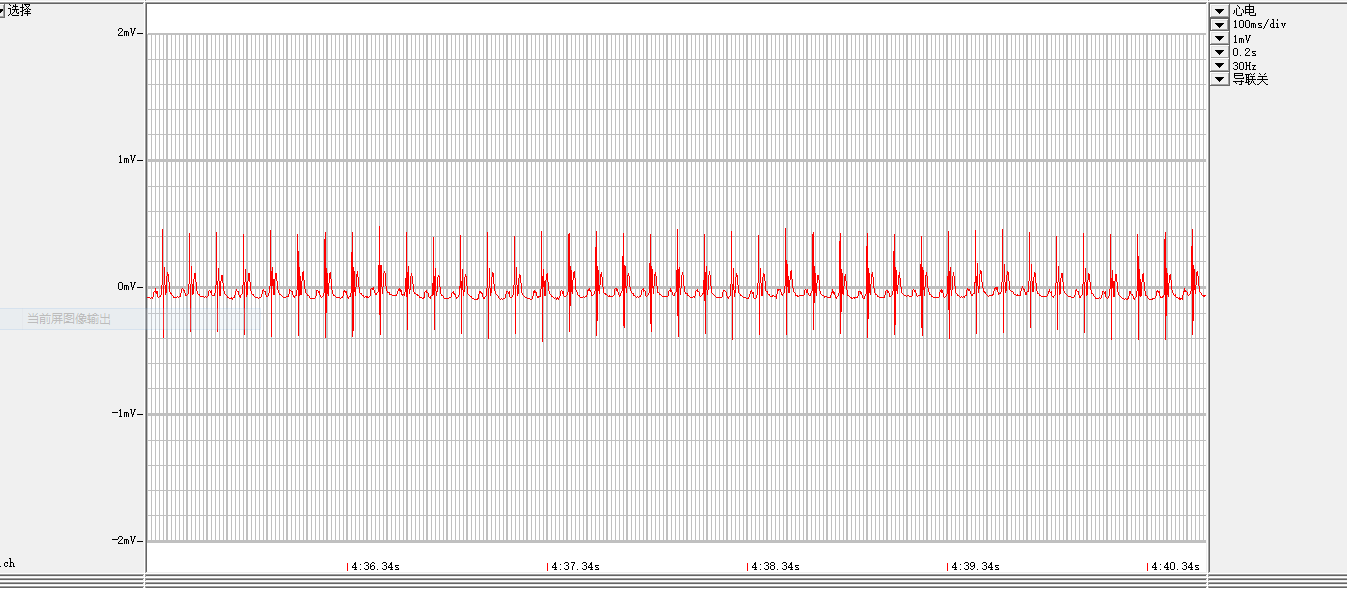 选择
心电
100ms/div
1mV
0.2s
30Hz
导联关
2mV
1mV
0mV
当前屏图像输出
-1mV
-2mV
.ch
4:36.34s
4:37.34s
4:38.34s
4:39.34s
4:40.34s